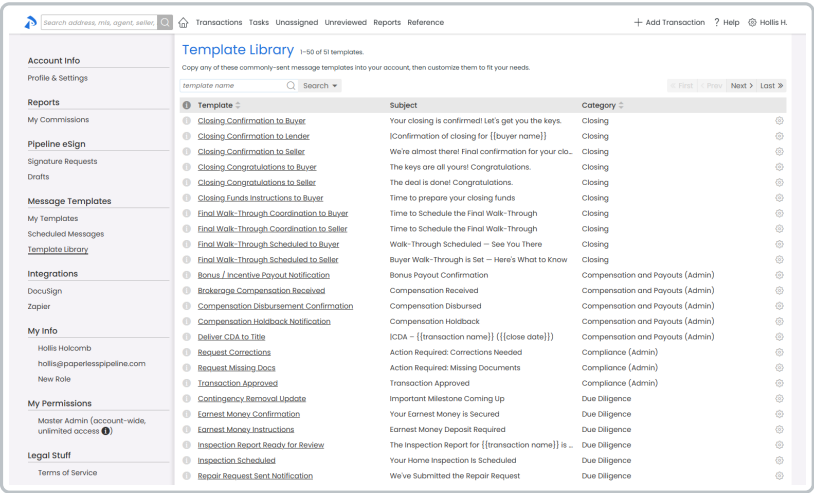 Search address, mls, agent, seller,
Transactions Tasks Unassigned Unreviewed Reports Reference
+ Add Transaction ? Help Hollis H.
Account Info
Profile & Settings
Reports
My Commissions
Pipeline eSign
Signature Requests
Drafts
Message Templates
My Templates
Scheduled Messages
Template Library
Integrations
DocuSign
Zapier
My Info
Hollis Holcomb
hollis@paperlesspipeline.com
New Role
My Permissions
Master Admin (account-wide,
unlimited access)
Legal Stuff
Terms of Service
Template Library 1-50 of 51 templates.
Copy any of these commonly-sent message templates into your account, then customize them to fit your needs.
template name Search
« First ‹ Prev Next › Last »
Template Subject Category
Closing Confirmation to Buyer Your closing is confirmed! Let's get you the keys. Closing
Closing Confirmation to Lender |Confirmation of closing for {{buyer name}} Closing
Closing Confirmation to Seller We're almost there! Final confirmation for your clo... Closing
Closing Congratulations to Buyer The keys are all yours! Congratulations. Closing
Closing Congratulations to Seller The deal is done! Congratulations. Closing
Closing Funds Instructions to Buyer Time to prepare your closing funds Closing
Final Walk-Through Coordination to Buyer Time to Schedule the Final Walk-Through Closing
Final Walk-Through Coordination to Seller Time to Schedule the Final Walk-Through Closing
Final Walk-Through Scheduled to Buyer Walk-Through Scheduled — See You There Closing
Final Walk-Through Scheduled to Seller Buyer Walk-Through is Set — Here's What to Know Closing
Bonus / Incentive Payout Notification Bonus Payout Confirmation Compensation and Payouts (Admin)
Brokerage Compensation Received Compensation Received Compensation and Payouts (Admin)
Compensation Disbursement Confirmation Compensation Disbursed Compensation and Payouts (Admin)
Compensation Holdback Notification Compensation Holdback Compensation and Payouts (Admin)
Deliver CDA to Title |CDA – {{transaction name}} ({{close date}}) Compensation and Payouts (Admin)
Request Corrections Action Required: Corrections Needed Compliance (Admin)
Request Missing Docs Action Required: Missing Documents Compliance (Admin)
Transaction Approved Transaction Approved Compliance (Admin)
Contingency Removal Update Important Milestone Coming Up Due Diligence
Earnest Money Confirmation Your Earnest Money is Secured Due Diligence
Earnest Money Instructions Earnest Money Deposit Required Due Diligence
Inspection Report Ready for Review The Inspection Report for {{transaction name}} is ... Due Diligence
Inspection Scheduled Your Home Inspection Is Scheduled Due Diligence
Repair Request Sent Notification We've Submitted the Repair Request Due Diligence